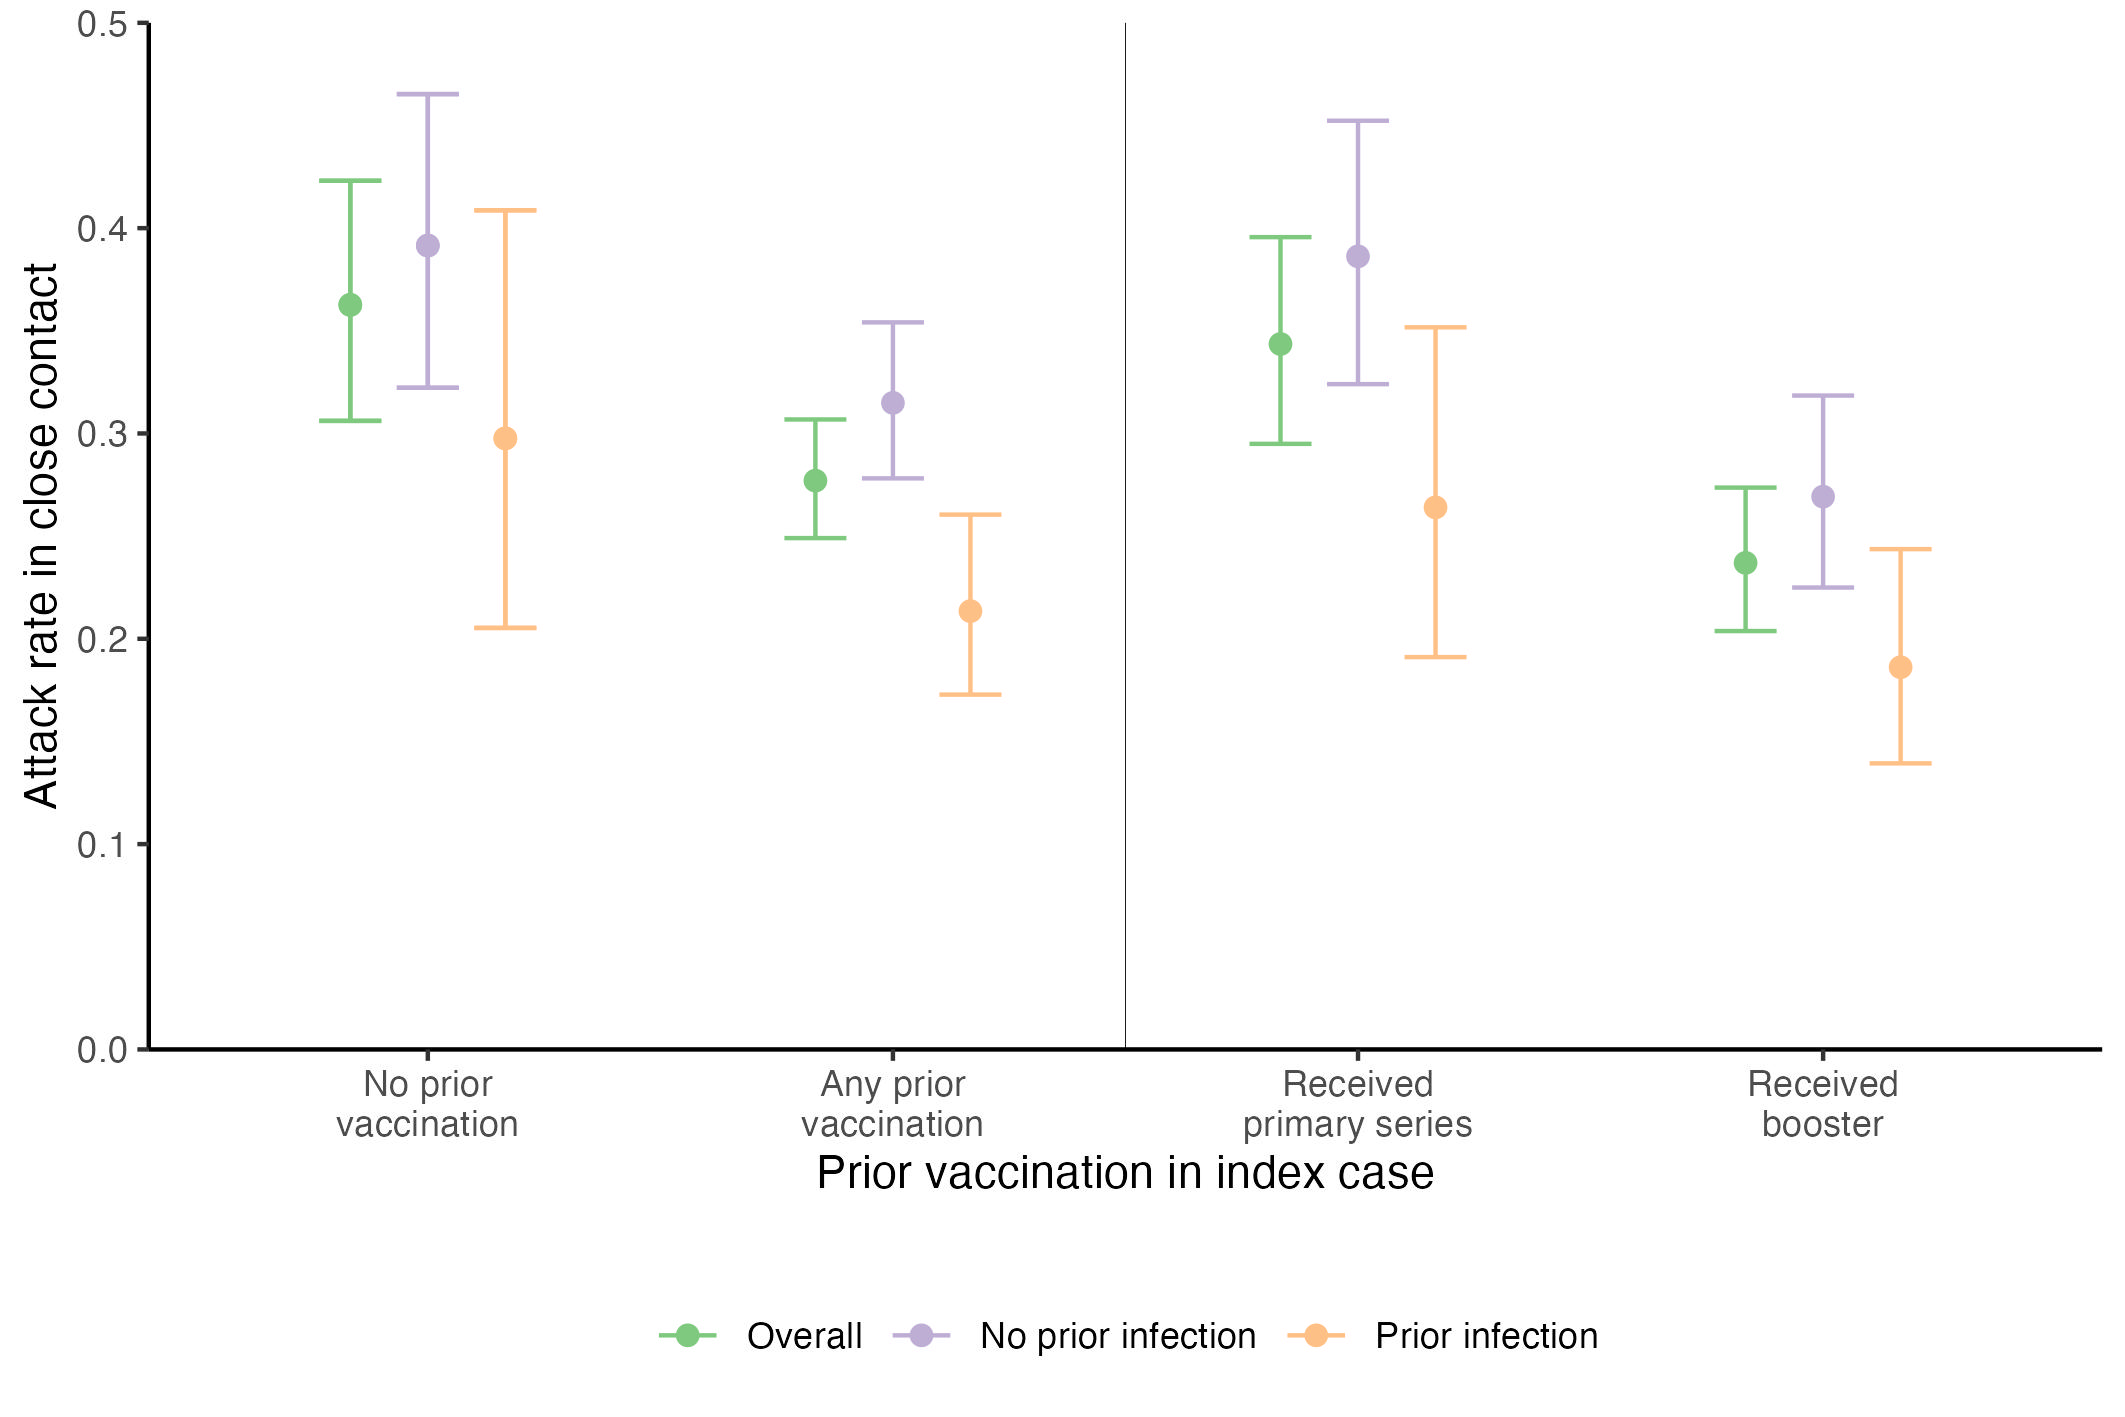 0.5
0.4
0.3
0.2
0.1
0.0
Attack rate in close contact
No prior
vaccination
Any prior
vaccination
Received
primary series
Received
booster
Prior vaccination in index case
Overall
No prior infection
Prior infection